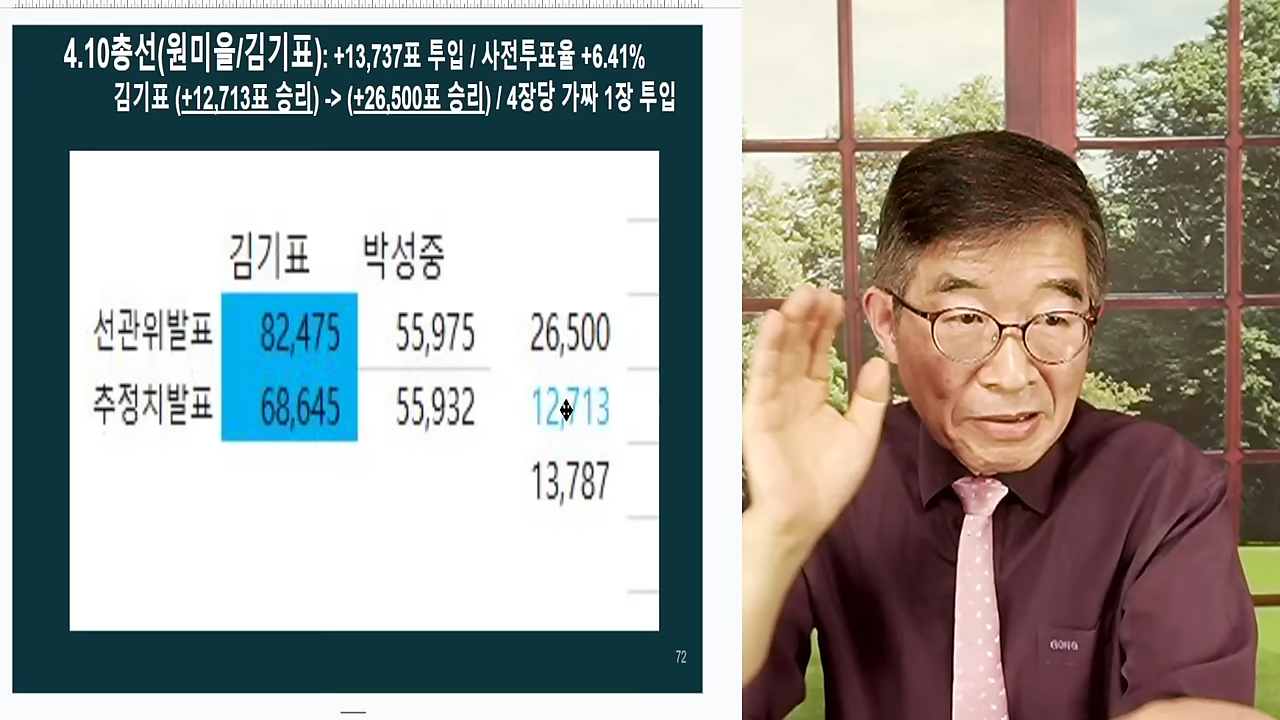 4.10총선(원미을/김기표): +13,737표 투입 / 사전투표율 +6.41%
김기표 (+12,713표 승리) -> (+26,500표 승리) / 4장당 가짜 1장 투입
김기표 박성중
선관위발표 82,475 55,975 26,500
추정치발표 68,645 55,932 12,713
13,787
72